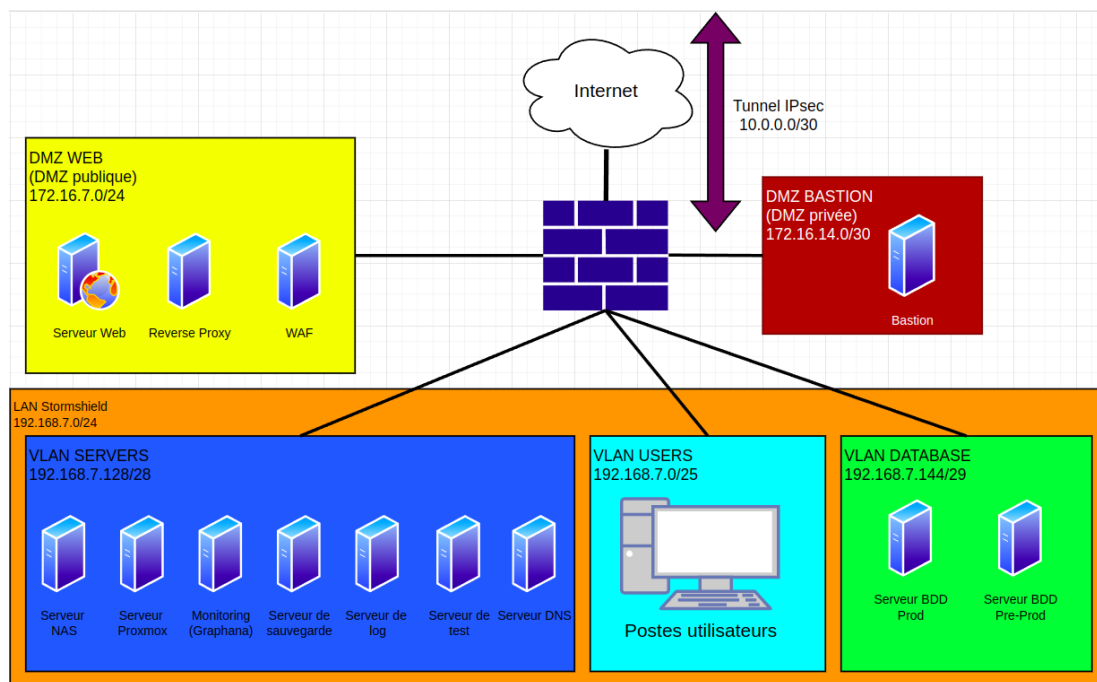 Internet
Tunnel IPsec
10.0.0.0/30
DMZ WEB
(DMZ publique)
172.16.7.0/24
Serveur Web
Reverse Proxy
WAF
DMZ BASTION
(DMZ privée)
172.16.14.0/30
Bastion
LAN Stormshield
192.168.7.0/24
VLAN SERVERS
192.168.7.128/28
Serveur
NAS
Serveur
Proxmox
Monitoring
(Graphana)
Serveur de
sauvegarde
Serveur de
log
Serveur de
test
Serveur DNS
VLAN USERS
192.168.7.0/25
Postes utilisateurs
VLAN DATABASE
192.168.7.144/29
Serveur BDD
Prod
Serveur BDD
Pre-Prod